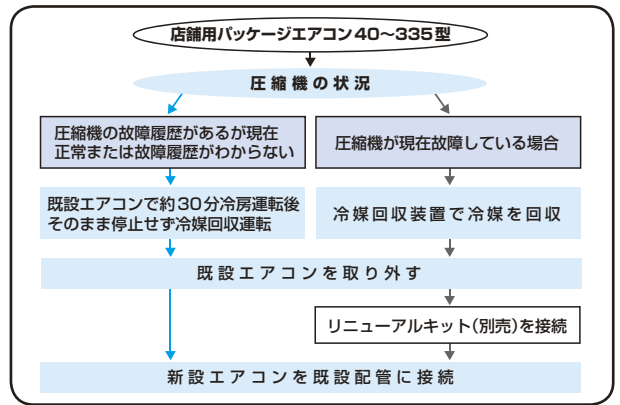 店舗用パッケージエアコン40～335型
圧縮機の状況
圧縮機の故障履歴があるが現在
正常または故障履歴がわからない
圧縮機が現在故障している場合
既設エアコンで約30分冷房運転後
そのまま停止せず冷媒回収運転
冷媒回収装置で冷媒を回収
既設エアコンを取り外す
リニューアルキット(別売)を接続
新設エアコンを既設配管に接続